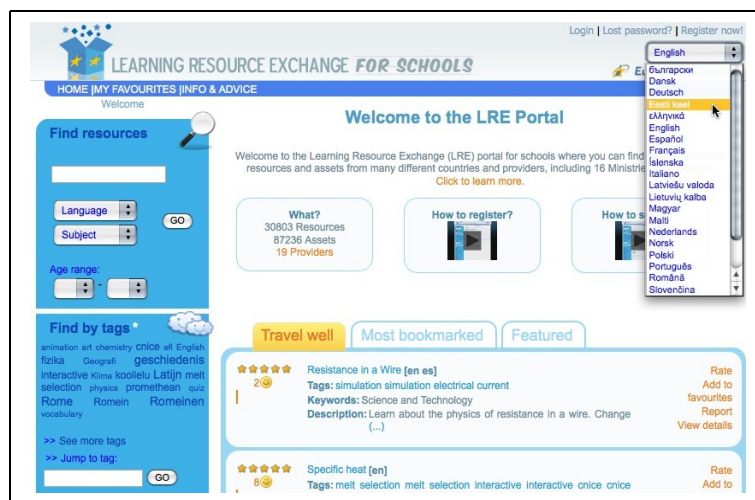 Login | Lost password? | Register now!
LEARNING RESOURCE EXCHANGE FOR SCHOOLS
English
HOME |MY FAVOURITES |INFO & ADVICE
Welcome
български
Dansk
Deutsch
Eesti keel
ελληνικά
English
Español
Français
Íslenska
Italiano
Latviešu valoda
Lietuvių kalba
Magyar
Malti
Nederlands
Norsk
Polski
Português
Română
Slovenčina
Find resources
Language
Subject
GO
Age range:
-
Find by tags *
animation art chemistry cnice efl English
fizika Geografi geschiedenis
interactive Klima koolielu Latijn melt
selection physics promethean quiz
Rome Romein Romeinen
vocabulary
>> See more tags
>> Jump to tag:
GO
Welcome to the LRE Portal
Welcome to the Learning Resource Exchange (LRE) portal for schools where you can find
resources and assets from many different countries and providers, including 16 Ministrie
Click to learn more.
What?
30803 Resources
87236 Assets
19 Providers
How to register?
How to s
Travel well
Most bookmarked
Featured
2
Resistance in a Wire [en es]
Tags: simulation simulation electrical current
Keywords: Science and Technology
Description: Learn about the physics of resistance in a wire. Change
(...)
Rate
Add to
favourites
Report
View details
8
Specific heat [en]
Tags: melt selection melt selection interactive interactive cnice cnice
Rate
Add to